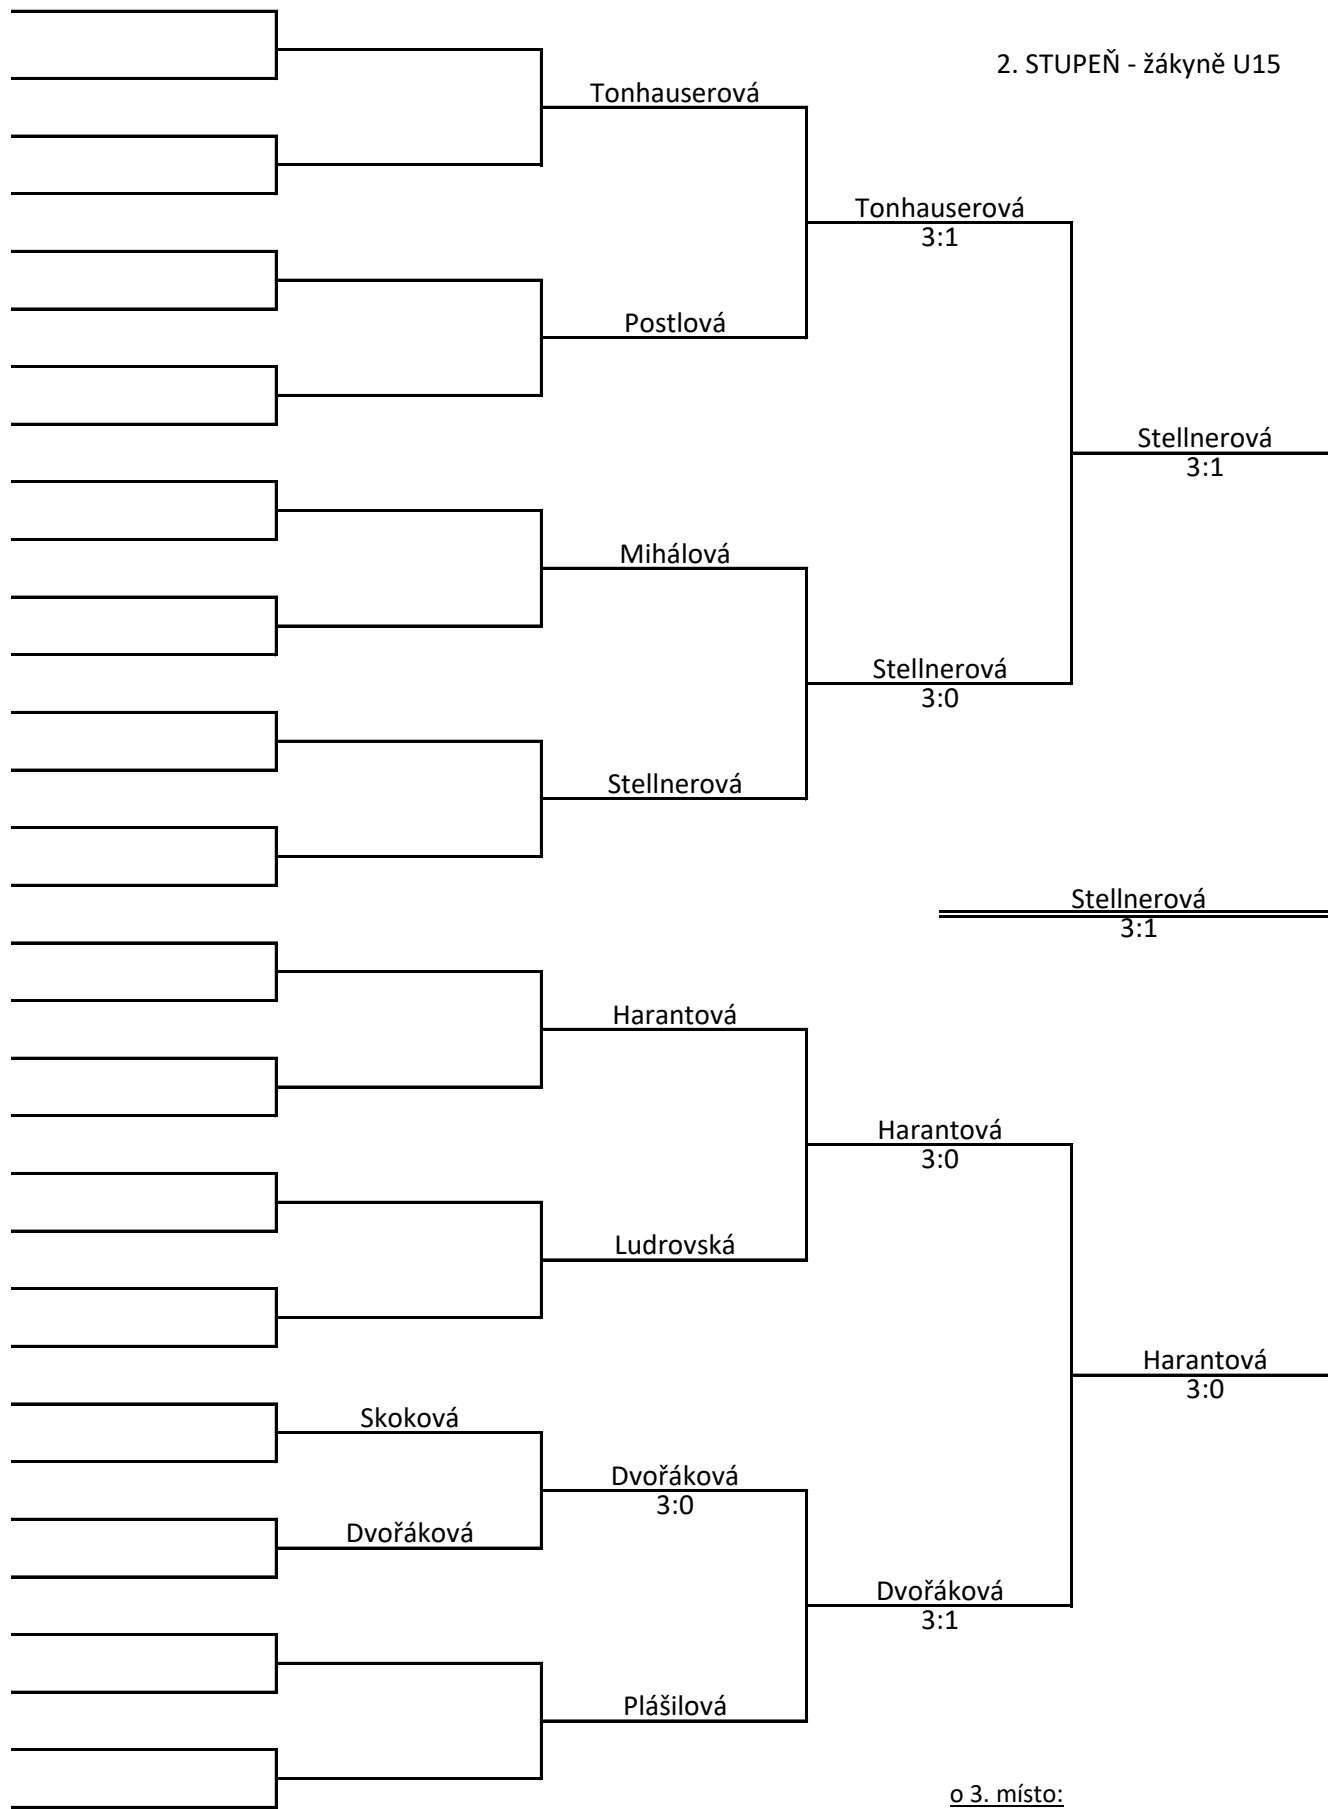 2. STUPEŇ - žákyně U15
Tonhauserová
Tonhauserová
3:1
Postlová
Stellnerová
3:1
Mihálová
Stellnerová
3:0
Stellnerová
Stellnerová
3:1
Harantová
Harantová
3:0
Ludrovská
Harantová
3:0
Skoková
Dvořáková
3:0
Dvořáková
Dvořáková
3:1
Plášilová
o 3. místo: